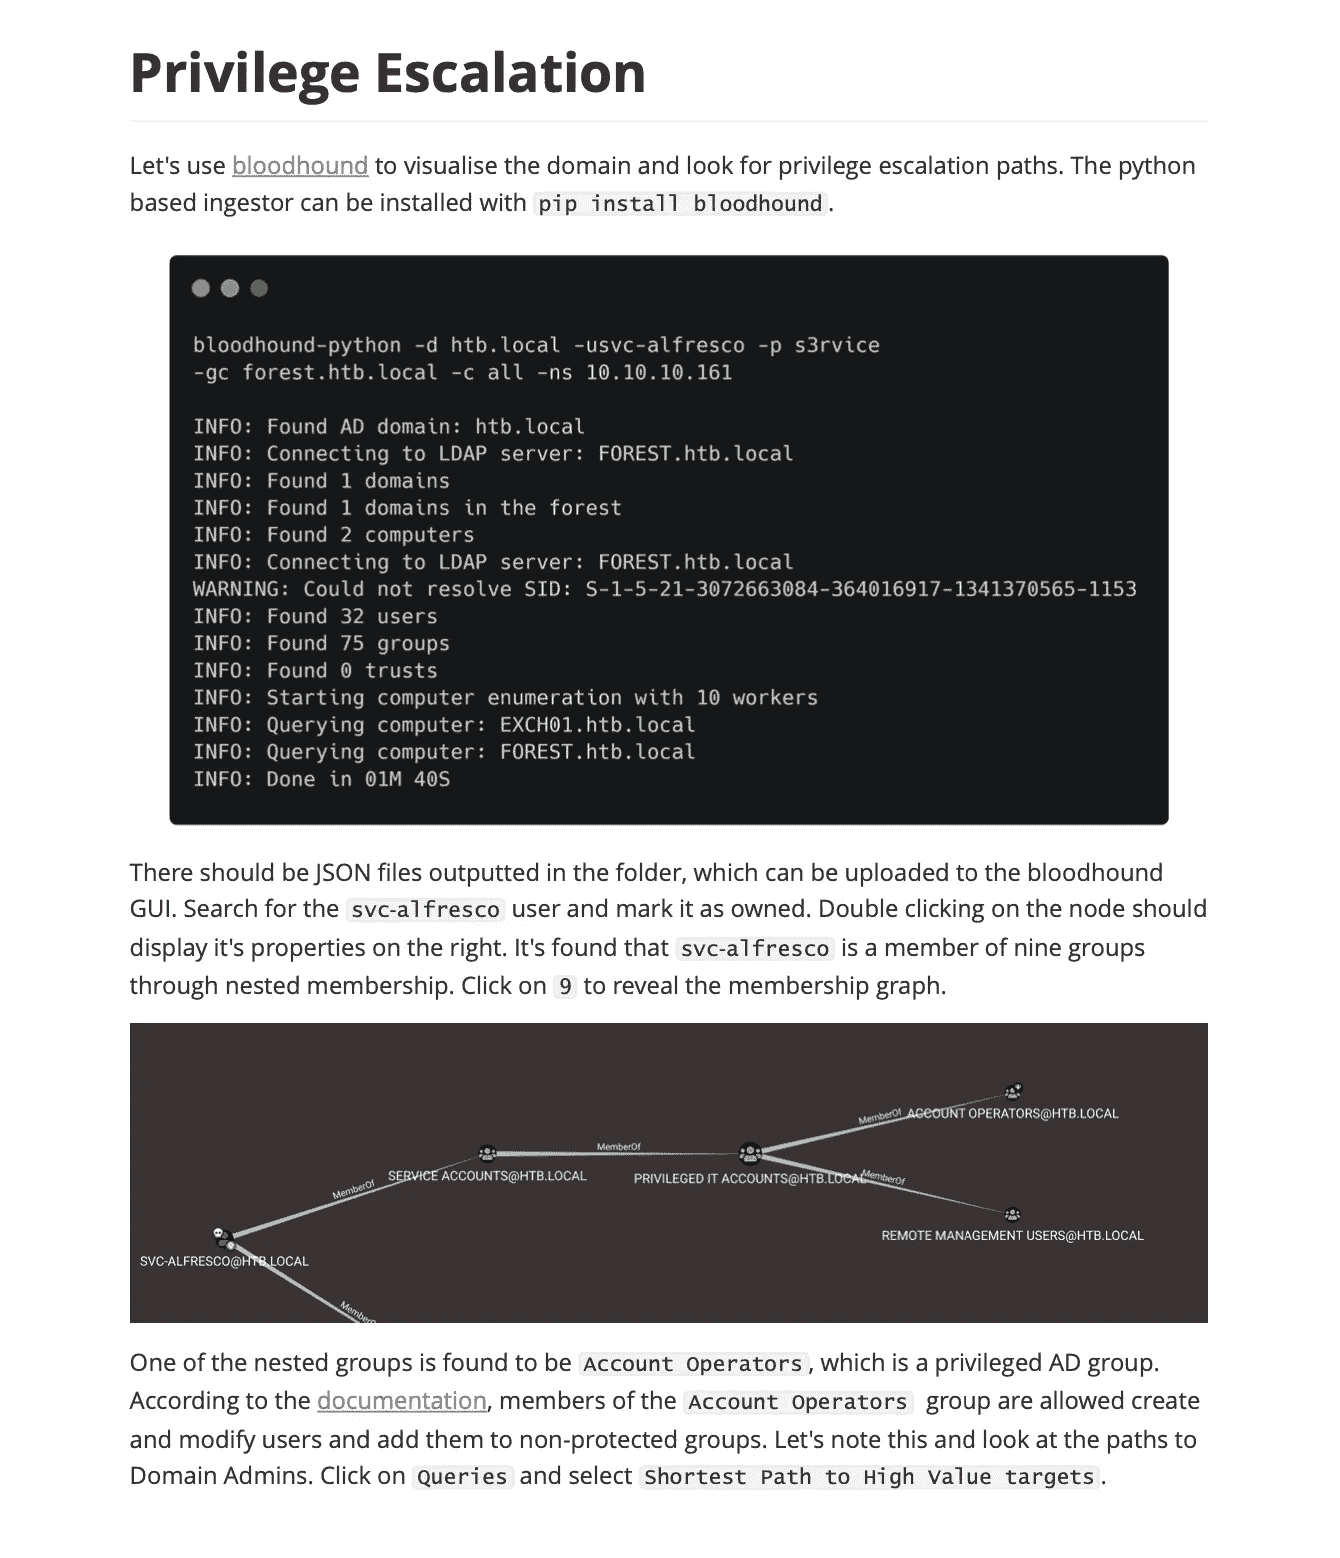 Privilege Escalation
Let's use bloodhound to visualise the domain and look for privilege escalation paths. The python
based ingestor can be installed with pip install bloodhound.
bloodhound-python -d htb.local -usvc-alfresco -p s3rvice
-gc forest.htb.local -c all -ns 10.10.10.161
INFO: Found AD domain: htb.local
INFO: Connecting to LDAP server: FOREST.htb.local
INFO: Found 1 domains
INFO: Found 1 domains in the forest
INFO: Found 2 computers
INFO: Connecting to LDAP server: FOREST.htb.local
WARNING: Could not resolve SID: S-1-5-21-3072663084-364016917-1341370565-1153
INFO: Found 32 users
INFO: Found 75 groups
INFO: Found 0 trusts
INFO: Starting computer enumeration with 10 workers
INFO: Querying computer: EXCH01.htb.local
INFO: Querying computer: FOREST.htb.local
INFO: Done in 01M 40S
There should be JSON files outputted in the folder, which can be uploaded to the bloodhound
GUI. Search for the svc-alfresco user and mark it as owned. Double clicking on the node should
display it's properties on the right. It's found that svc-alfresco is a member of nine groups
through nested membership. Click on 9 to reveal the membership graph.
MemberOf ACCOUNT OPERATORS@HTB.LOCAL
MemberOf
SERVICE ACCOUNTS@HTB.LOCAL
PRIVILEGED IT ACCOUNTS@HTB.LOCAL
MemberOf
MemberOf
REMOTE MANAGEMENT USERS@HTB.LOCAL
SVC-ALFRESCO@HTB.LOCAL
MemberOf
One of the nested groups is found to be Account Operators, which is a privileged AD group.
According to the documentation, members of the Account Operators group are allowed create
and modify users and add them to non-protected groups. Let's note this and look at the paths to
Domain Admins. Click on Queries and select Shortest Path to High Value targets.